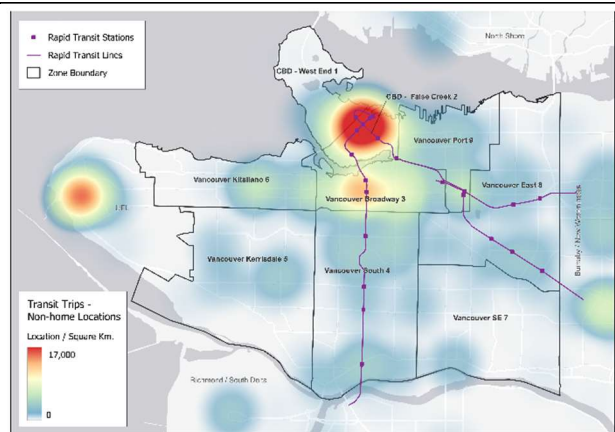 Rapid Transit Stations
Rapid Transit Lines
Zone Boundary
North Shore
CBD - West End 1
CBD - False Creek 2
Vancouver Port 9
Vancouver Kitsilano 6
Vancouver East 8
Vancouver Broadway 3
UEL
Burnaby / New Westminster
Vancouver Kerrisdale 5
Vancouver South 4
Vancouver SE 7
Transit Trips -
Non-home Locations
Location / Square Km.
17,000
0
Richmond / South Delta